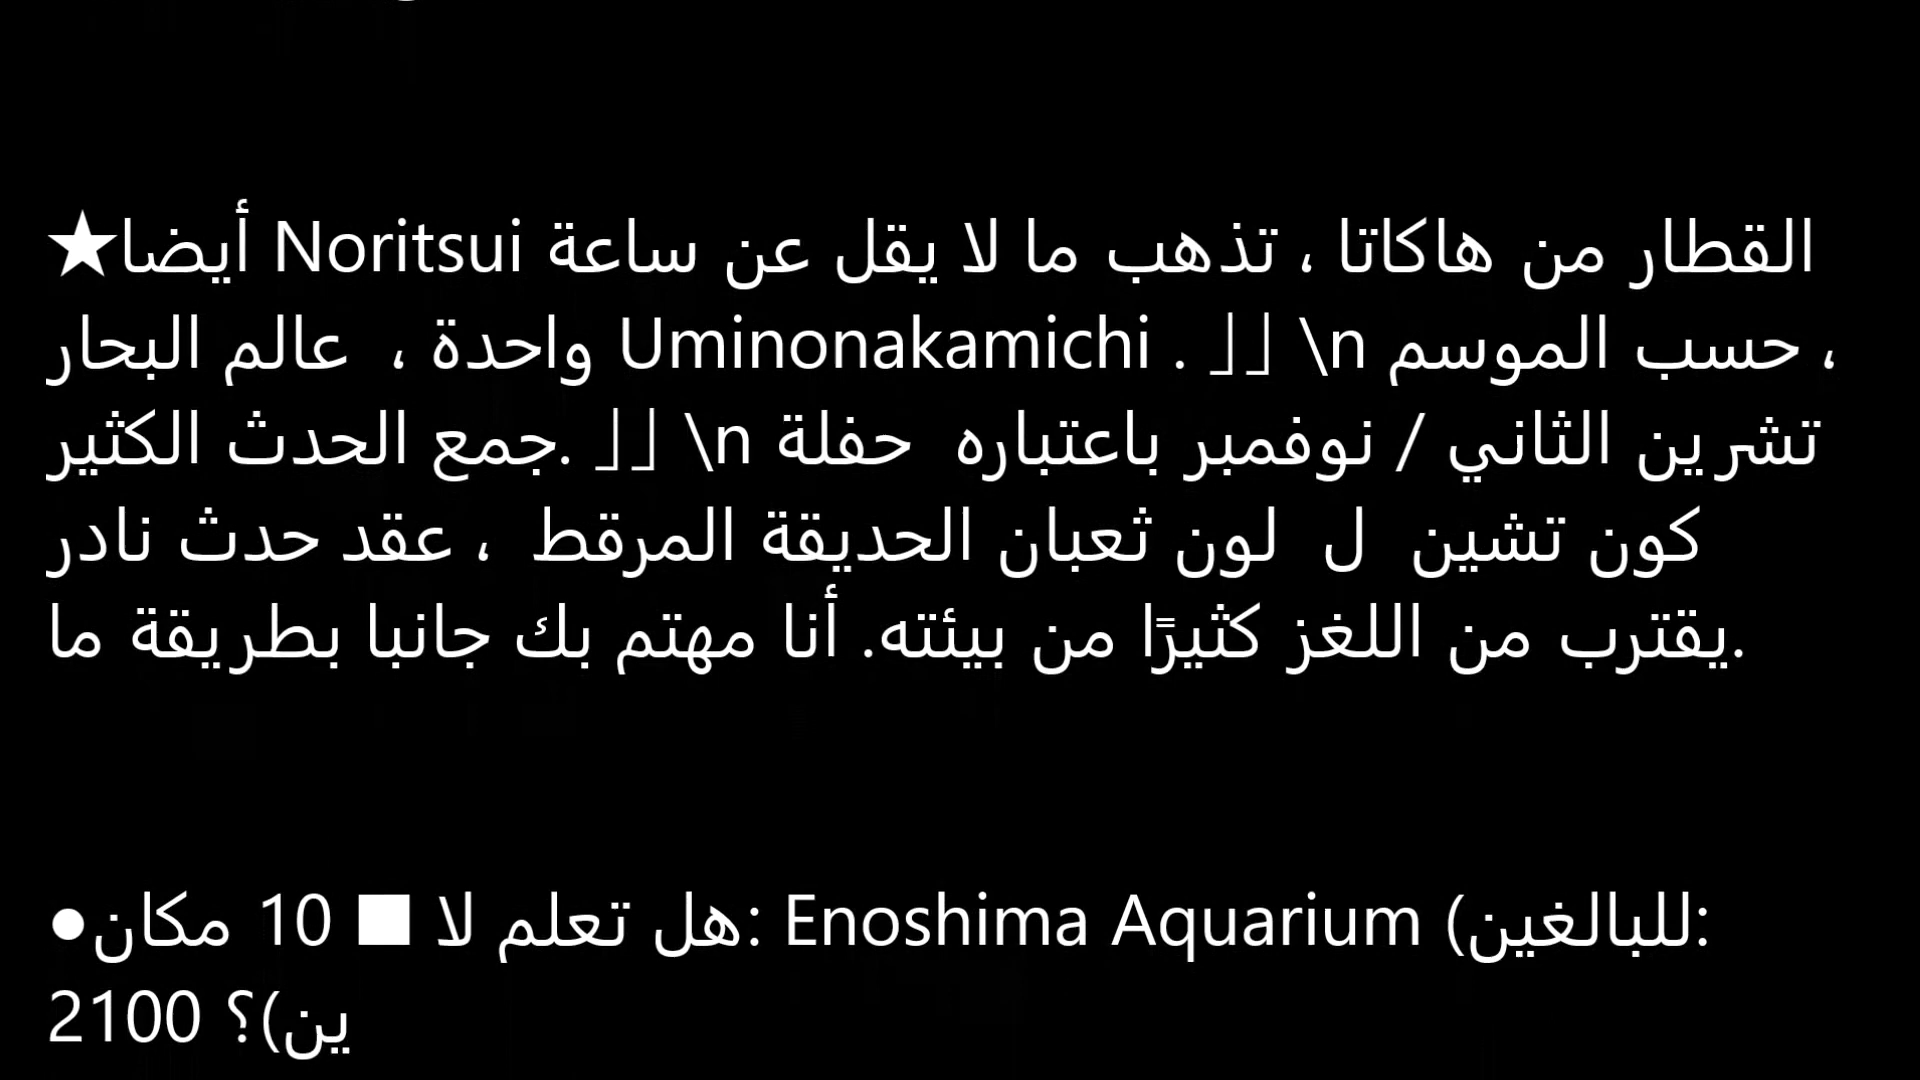 ★أيضا Noritsui القطار من هاكاتا ، تذهب ما لا يقل عن ساعة
واحدة ، عالم البحار Uminonakamichi . 」」 \n ، حسب الموسم
جمع الحدث الكثير. 」」 \n تشرين الثاني / نوفمبر باعتباره حفلة
كون تشين ل لون ثعبان الحديقة المرقط ، عقد حدث نادر
يقترب من اللغز كثيرًا من بيئته. أنا مهتم بك جانبا بطريقة ما.
●هل تعلم لا ■ 10 مكان: Enoshima Aquarium (للبالغين:
2100 ين)؟